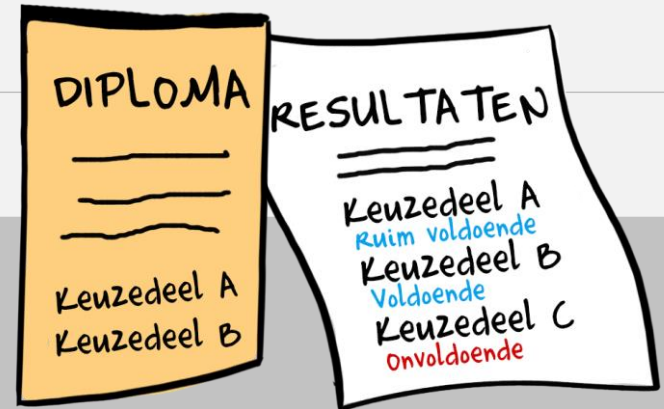 DIPLOMA
Keuzedeel A
Keuzedeel B
RESULTATEN
Keuzedeel A
Ruim voldoende
Keuzedeel B
Voldoende
Keuzedeel C
Onvoldoende